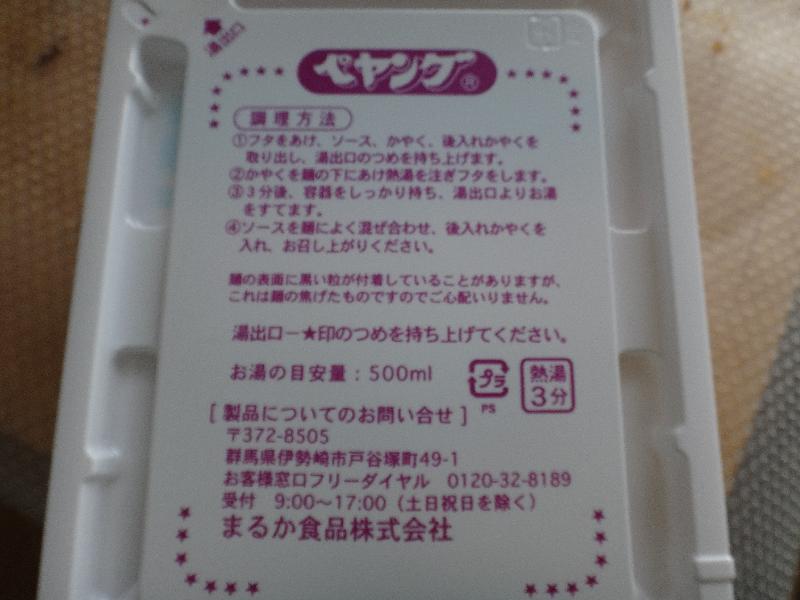 湯出口
ペヤング®
調理方法
①フタをあけ、ソース、かやく、後入れかやくを
取り出し、湯出口のつめを持ち上げます。
②かやくを麺の下にあけ熱湯を注ぎフタをします。
③3分後、容器をしっかり持ち、湯出口よりお湯
をすてます。
④ソースを麺によく混ぜ合わせ、後入れかやくを
入れ、お召し上がりください。
麺の表面に黒い粒が付着していることがありますが、
これは麺の焦げたものですのでご心配いりません。
湯出口ー★印のつめを持ち上げてください。
お湯の目安量：500ml
プラ
PS
熱湯
3分
[製品についてのお問い合せ]
〒372-8505
群馬県伊勢崎市戸谷塚町49-1
お客様窓口フリーダイヤル 0120-32-8189
受付 9:00〜17:00（土日祝日を除く）
まるか食品株式会社